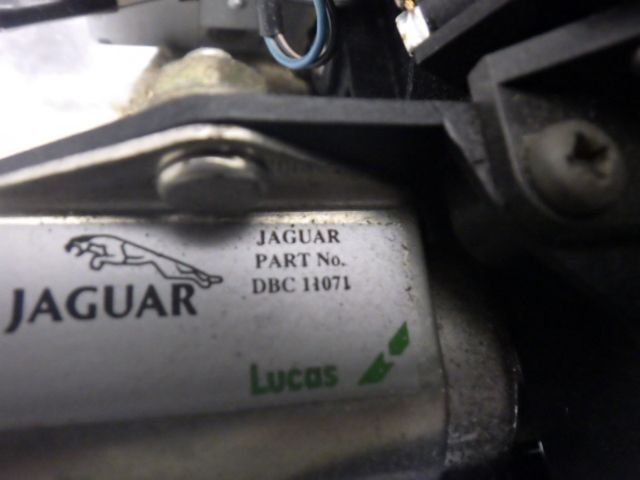 JAGUAR
JAGUAR
PART No.
DBC 11071
Lucas